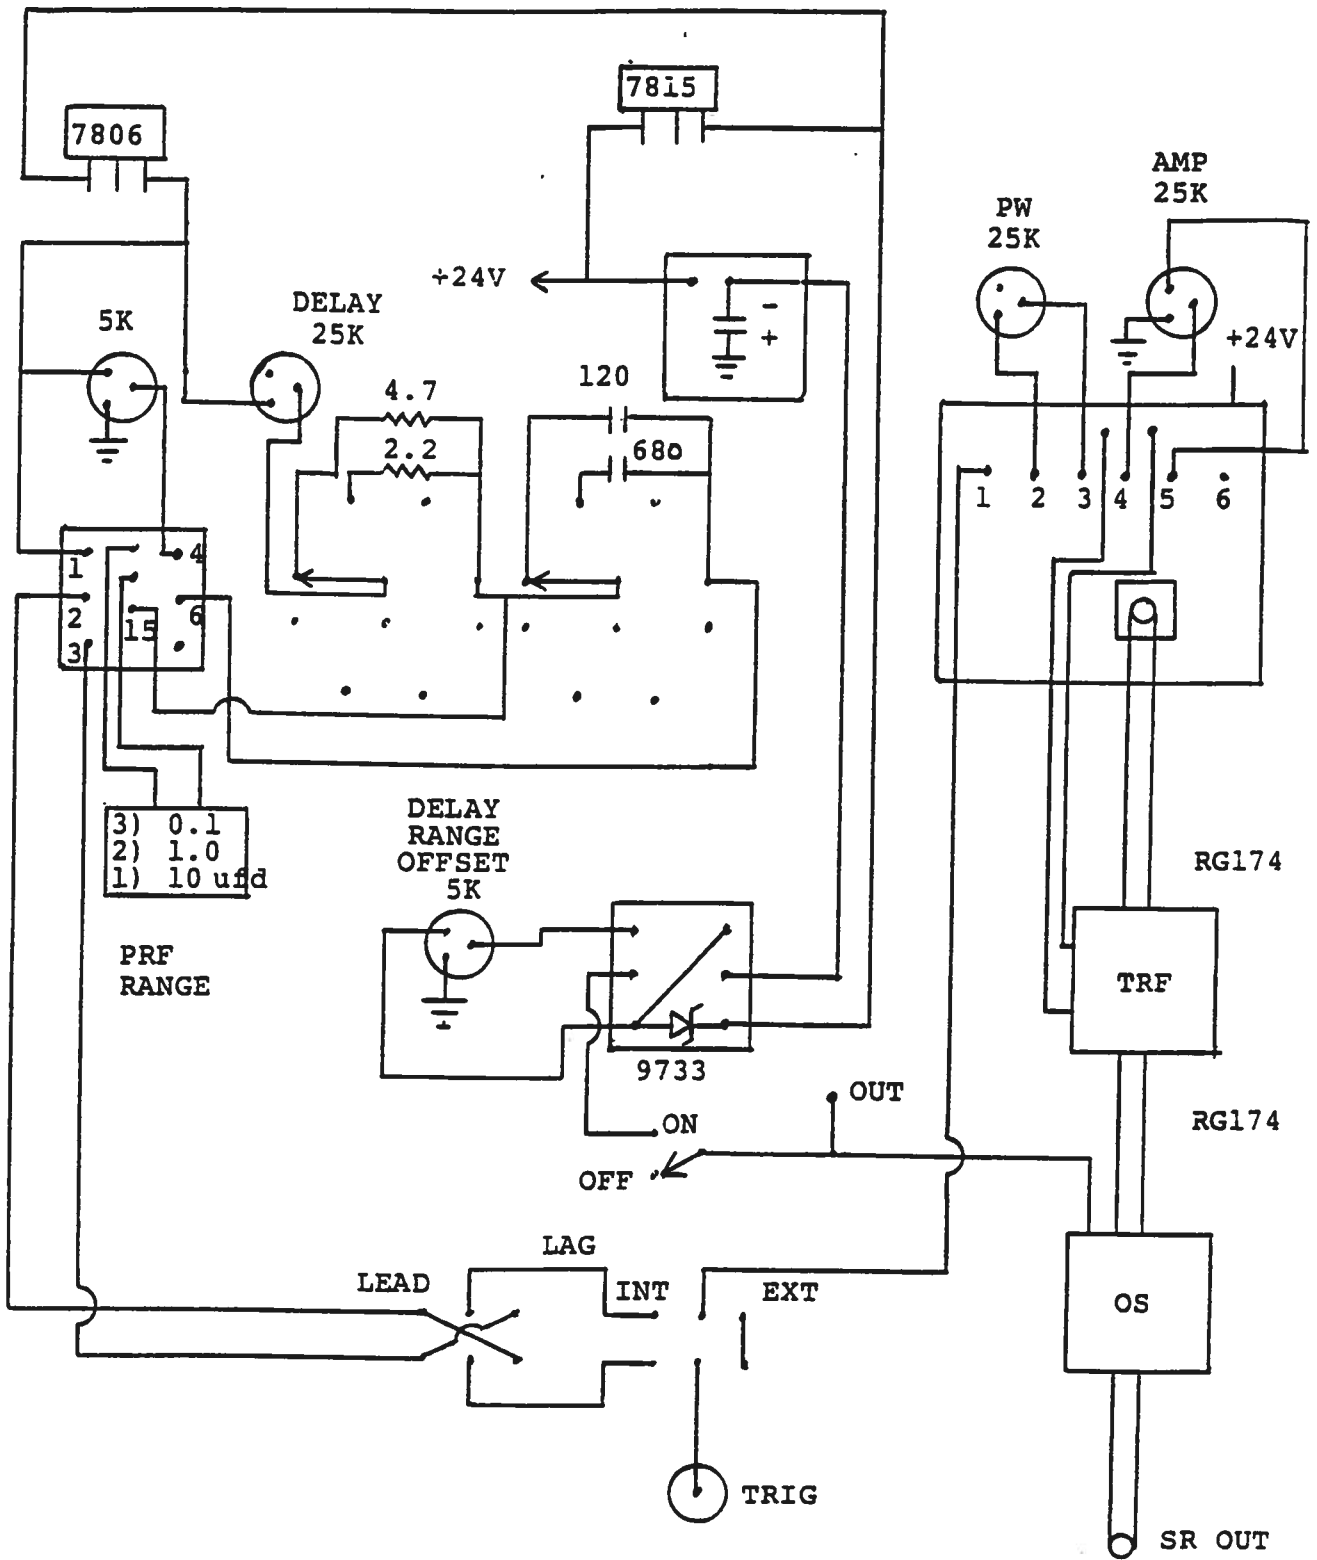 7815
7806
AMP
25K
PW
25K
+24V
DELAY
25K
5K
-
+
+24V
120
4.7
2.2
680
1
2
3
4
5
6
1
4
2
15
6
3
3) 0.1
2) 1.0
1) 10 ufd
PRF
RANGE
DELAY
RANGE
OFFSET
5K
RG174
TRF
9733
OUT
ON
RG174
OFF
LAG
LEAD
INT
EXT
OS
TRIG
SR OUT